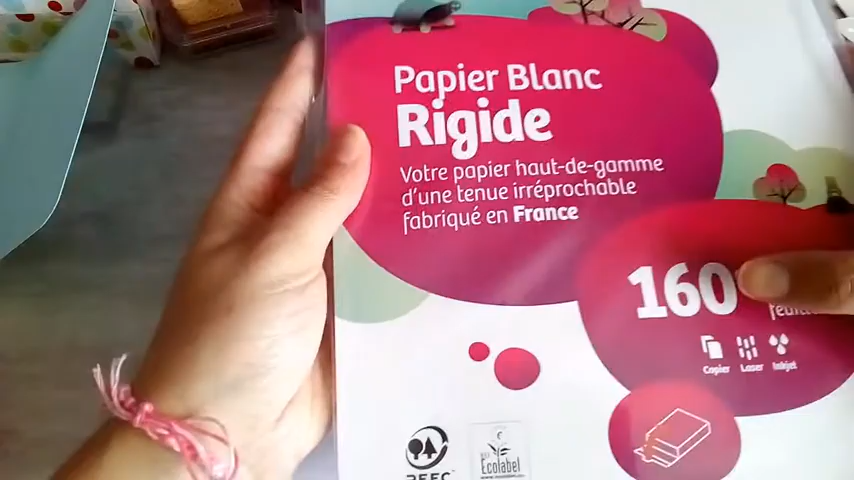 Papier Blanc
Rigide
Votre papier haut-de-gamme
d'une tenue irréprochable
fabriqué en France
160
Copier Laser Inkjet
Ecolabel